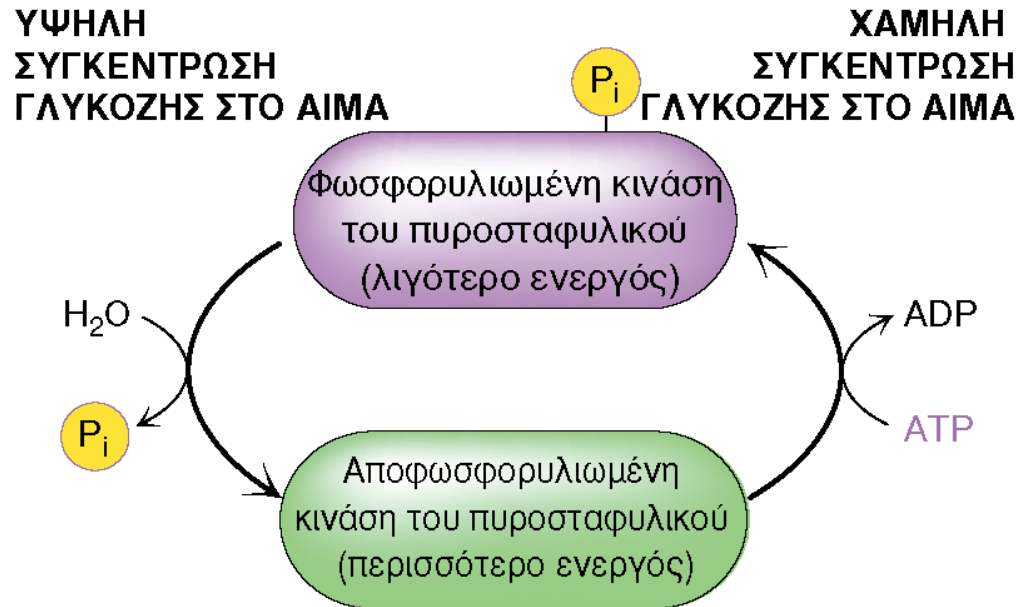 ΥΨΗΛΗ
ΣΥΓΚΕΝΤΡΩΣΗ
ΓΛΥΚΟΖΗΣ ΣΤΟ ΑΙΜΑ
ΧΑΜΗΛΗ
ΣΥΓΚΕΝΤΡΩΣΗ
ΓΛΥΚΟΖΗΣ ΣΤΟ ΑΙΜΑ
Pi
Φωσφορυλιωμένη κινάση
του πυροσταφυλικού
(λιγότερο ενεργός)
H₂O
Pi
ADP
ATP
Αποφωσφορυλιωμένη
κινάση του πυροσταφυλικού
(περισσότερο ενεργός)